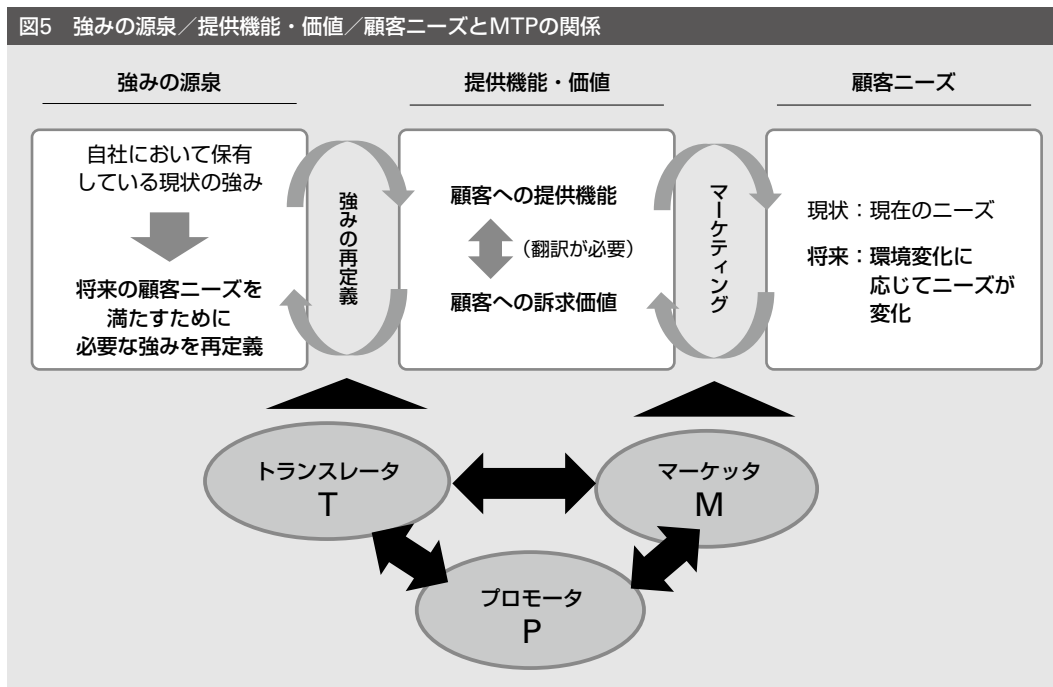 図5　強みの源泉／提供機能・価値／顧客ニーズとMTPの関係
強みの源泉
提供機能・価値
顧客ニーズ
自社において保有
している現状の強み
将来の顧客ニーズを
満たすために
必要な強みを再定義
強みの再定義
顧客への提供機能
（翻訳が必要）
顧客への訴求価値
マーケティング
現状：現在のニーズ
将来：環境変化に
応じてニーズが
変化
トランスレータ
T
マーケッタ
M
プロモータ
P